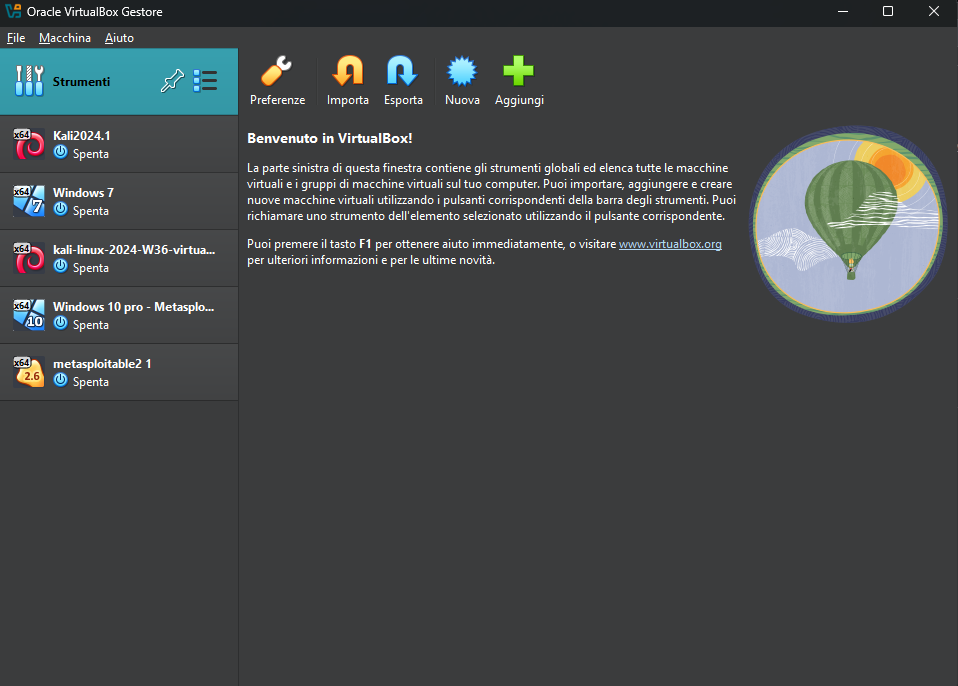 Oracle VirtualBox Gestore
File Macchina Aiuto
Strumenti
Preferenze Importa Esporta Nuova Aggiungi
x64 Kali2024.1
Spenta
x64 7 Windows 7
Spenta
x64 kali-linux-2024-W36-virtua...
Spenta
x64 10 Windows 10 pro - Metasplo...
Spenta
x64 2.6 metasploitable2 1
Spenta
Benvenuto in VirtualBox!
La parte sinistra di questa finestra contiene gli strumenti globali ed elenca tutte le macchine
virtuali e i gruppi di macchine virtuali sul tuo computer. Puoi importare, aggiungere e creare
nuove macchine virtuali utilizzando i pulsanti corrispondenti della barra degli strumenti. Puoi
richiamare uno strumento dell'elemento selezionato utilizzando il pulsante corrispondente.
Puoi premere il tasto F1 per ottenere aiuto immediatamente, o visitare www.virtualbox.org
per ulteriori informazioni e per le ultime novità.